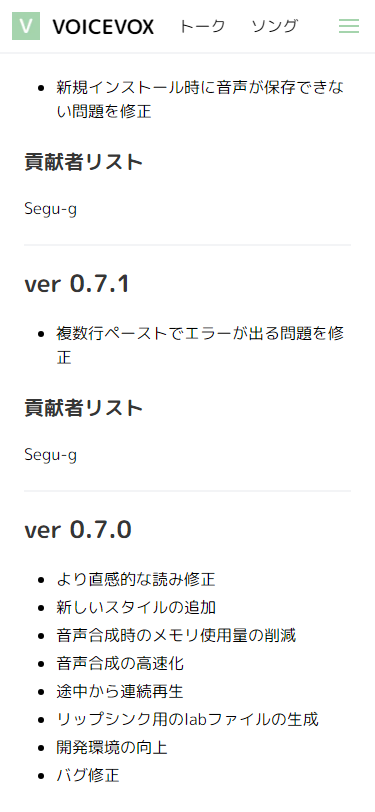 V VOICEVOX トーク ソング
新規インストール時に音声が保存できな
い問題を修正
貢献者リスト
Segu-g
ver 0.7.1
複数行ペーストでエラーが出る問題を修
正
貢献者リスト
Segu-g
ver 0.7.0
より直感的な読み修正
新しいスタイルの追加
音声合成時のメモリ使用量の削減
音声合成の高速化
途中から連続再生
リップシンク用のlabファイルの生成
開発環境の向上
バグ修正